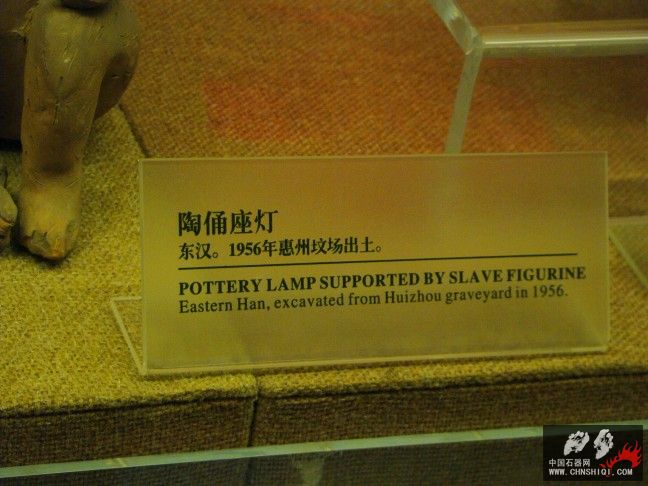 陶俑座灯
东汉。1956年惠州坟场出土。
POTTERY LAMP SUPPORTED BY SLAVE FIGURINE
Eastern Han, excavated from Huizhou graveyard in 1956.
中国石器网
WWW.CHNSHIQI.COM